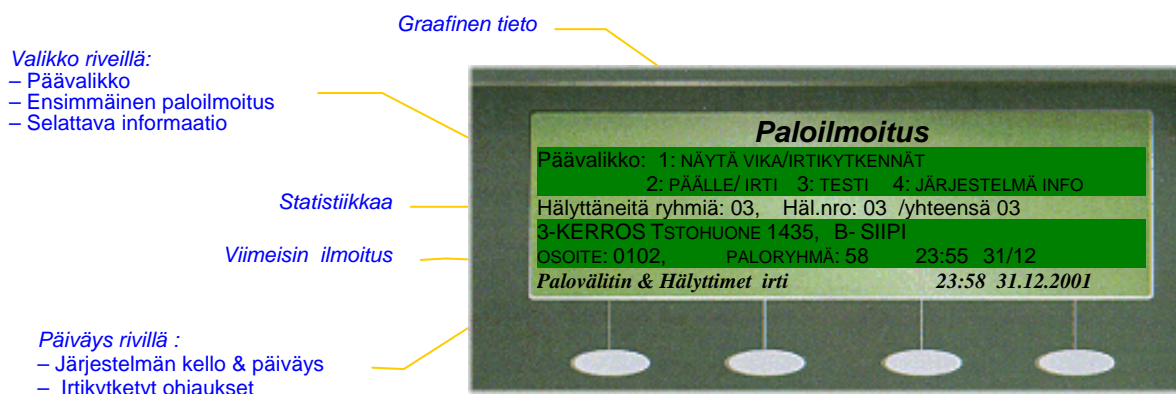 Graafinen tieto
Valikko riveillä:
– Päävalikko
– Ensimmäinen paloilmoitus
– Selattava informaatio
Statistiikkaa
Viimeisin ilmoitus
Päiväys rivillä :
– Järjestelmän kello & päiväys
– Irtikytketyt ohjaukset
Paloilmoitus
Päävalikko: 1: NÄYTÄ VIKA/IRTIKYTKENNÄT
2: PÄÄLLE/ IRTI 3: TESTI 4: JÄRJESTELMÄ INFO
Hälyttäneitä ryhmiä: 03, Häl.nro: 03 /yhteensä 03
3-KERROS TSTOHUONE 1435, B- SIIPI
OSOITE: 0102, PALORYHMÄ: 58 23:55 31/12
Palovälitin & Hälyttimet irti 23:58 31.12.2001